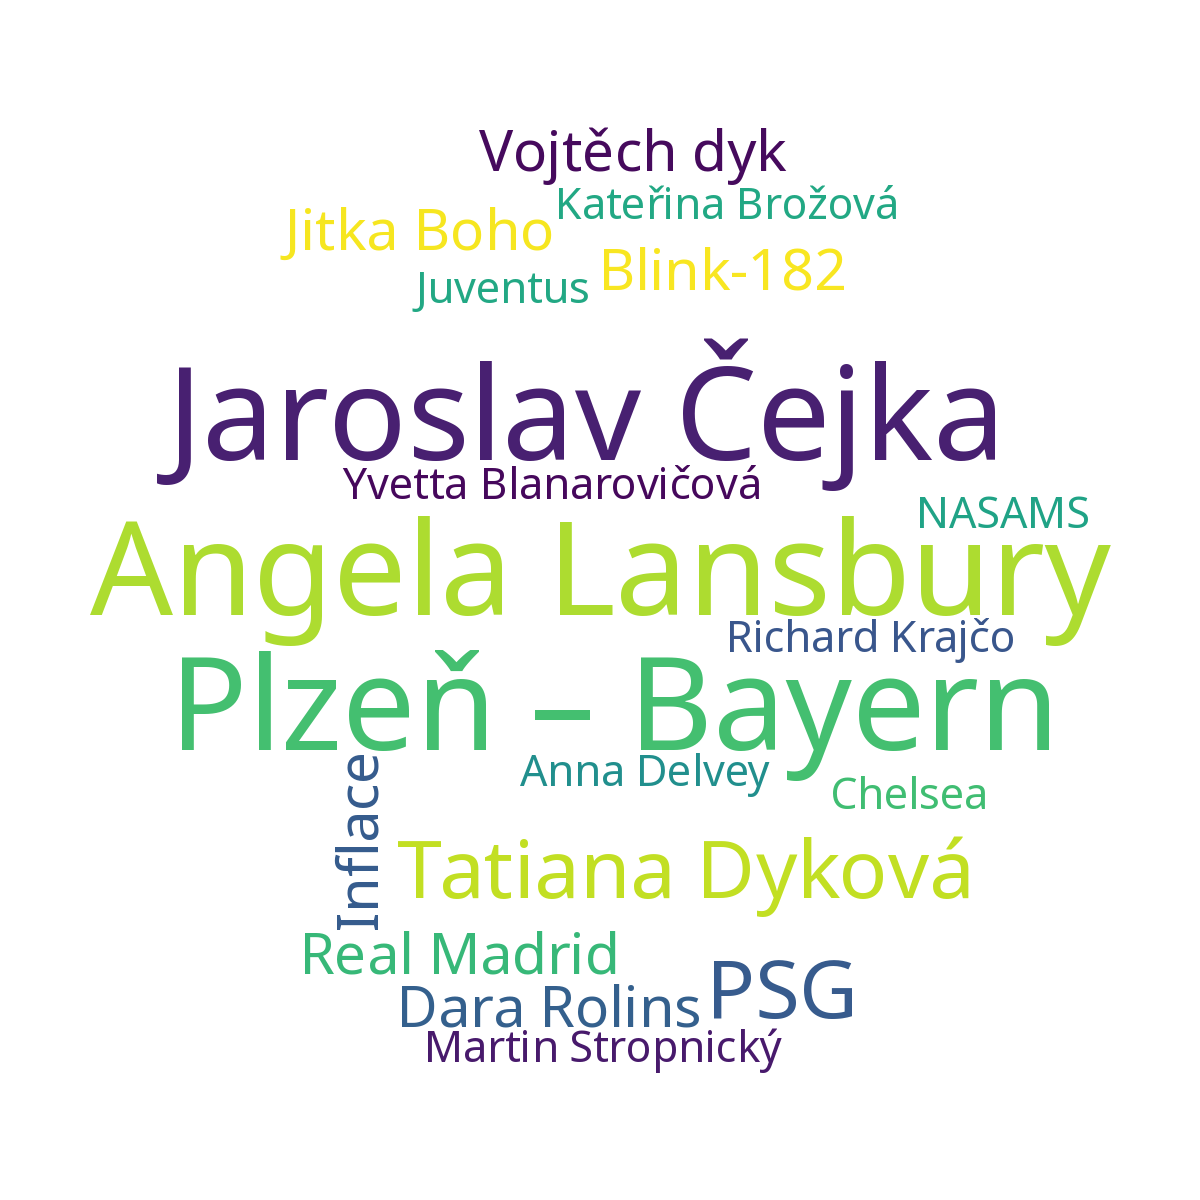 Vojtěch dyk
Kateřina Brožová
Jitka Boho
Blink-182
Juventus
Jaroslav Čejka
Yvetta Blanarovičová
NASAMS
Angela Lansbury
Richard Krajčo
Plzeň – Bayern
Anna Delvey
Chelsea
Inflace
Tatiana Dyková
Real Madrid
PSG
Dara Rolins
Martin Stropnický